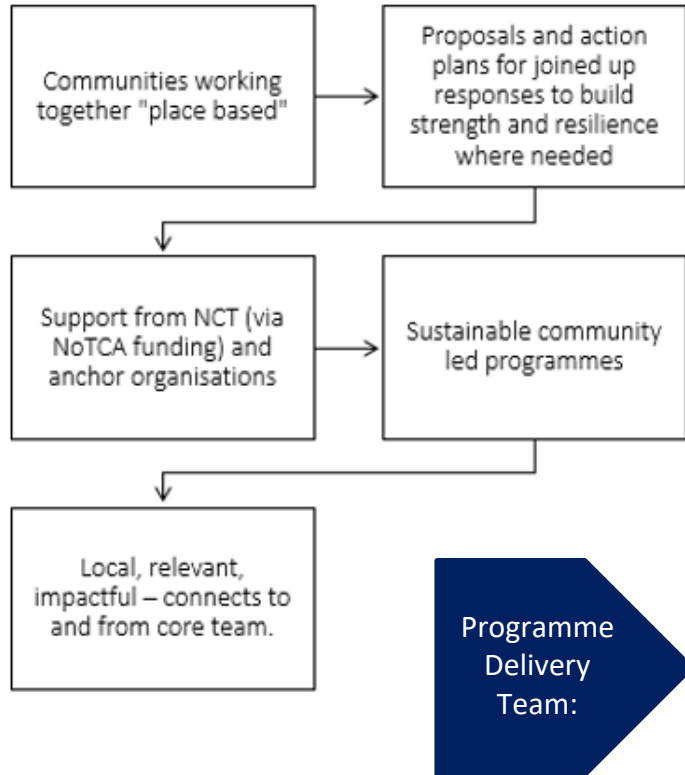 Communities working
together "place based"
Proposals and action
plans for joined up
responses to build
strength and resilience
where needed
Support from NCT (via
NoTCA funding) and
anchor organisations
Sustainable community
led programmes
Local, relevant,
impactful – connects to
and from core team.
Programme
Delivery
Team: